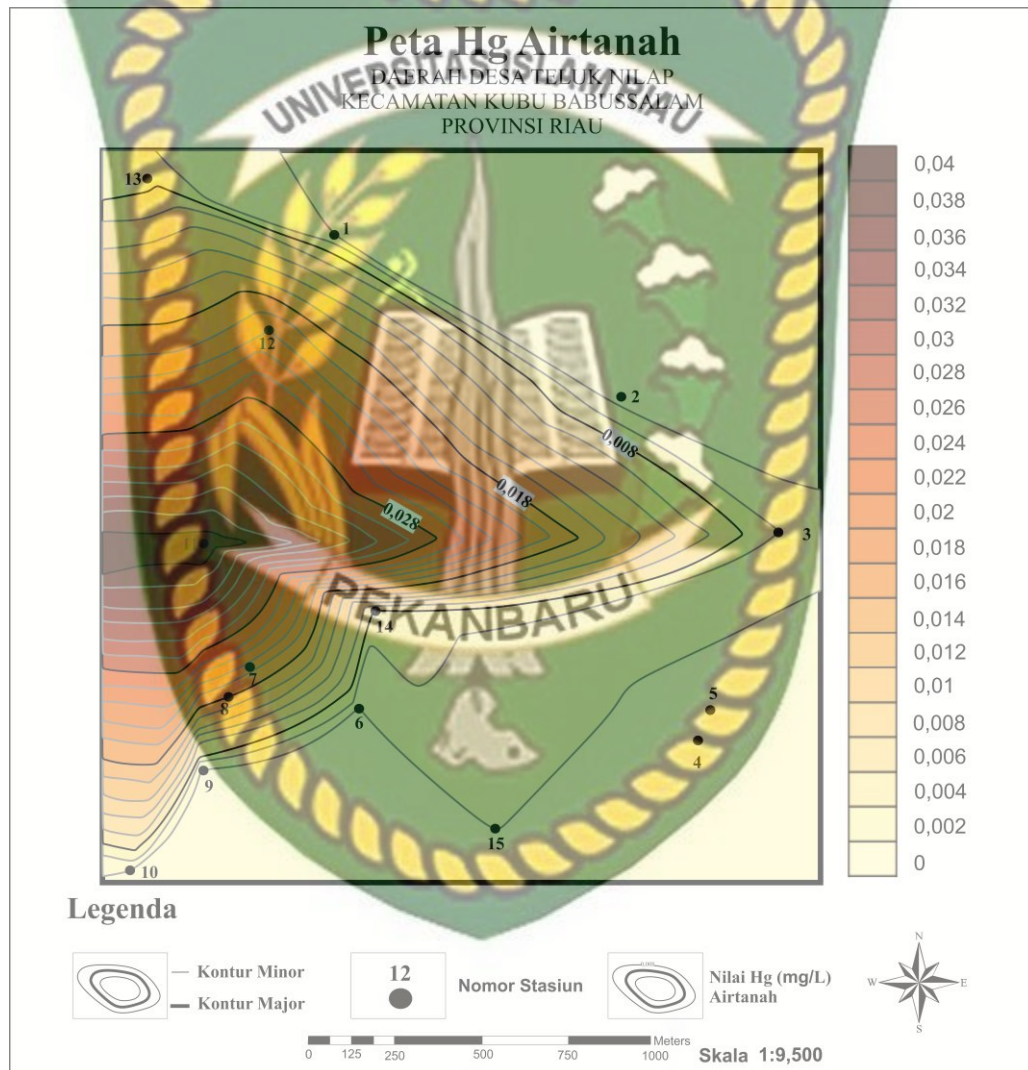 Peta Hg Airtanah
DAERAH DESA TELUK NILAP
KECAMATAN KUBU BABUSSALAM
PROVINSI RIAU
UNIVERSITAS ISLAM RIAU
13
1
12
2
0,008
0,018
0,028
3
11
PEKANBARU
14
7
8
6
5
4
9
15
10
0,04
0,038
0,036
0,034
0,032
0,03
0,028
0,026
0,024
0,022
0,02
0,018
0,016
0,014
0,012
0,01
0,008
0,006
0,004
0,002
0
Legenda
Kontur Minor
Kontur Major
12
Nomor Stasiun
Nilai Hg (mg/L)
Airtanah
N
W
E
S
0 125 250 500 750 1000 Meters
Skala 1:9,500